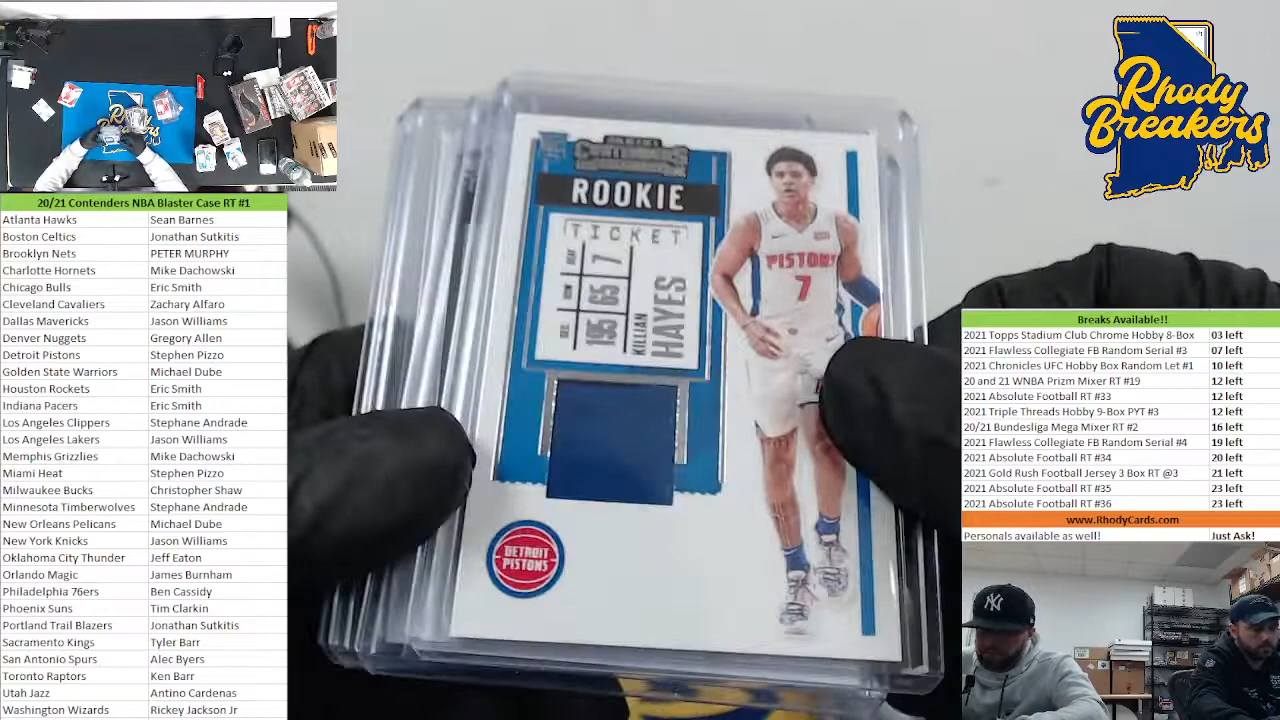 Rhody
Breakers
Rhody
Breakers
20/21 Contenders NBA Blaster Case RT #1
Atlanta Hawks Sean Barnes
Boston Celtics Jonathan Sutkitis
Brooklyn Nets PETER MURPHY
Charlotte Hornets Mike Dachowski
Chicago Bulls Eric Smith
Cleveland Cavaliers Zachary Alfaro
Dallas Mavericks Jason Williams
Denver Nuggets Gregory Allen
Detroit Pistons Stephen Pizzo
Golden State Warriors Michael Dube
Houston Rockets Eric Smith
Indiana Pacers Eric Smith
Los Angeles Clippers Stephane Andrade
Los Angeles Lakers Jason Williams
Memphis Grizzlies Mike Dachowski
Miami Heat Stephen Pizzo
Milwaukee Bucks Christopher Shaw
Minnesota Timberwolves Stephane Andrade
New Orleans Pelicans Michael Dube
New York Knicks Jason Williams
Oklahoma City Thunder Jeff Eaton
Orlando Magic James Burnham
Philadelphia 76ers Ben Cassidy
Phoenix Suns Tim Clarkin
Portland Trail Blazers Jonathan Sutkitis
Sacramento Kings Tyler Barr
San Antonio Spurs Alec Byers
Toronto Raptors Ken Barr
Utah Jazz Antino Cardenas
Washington Wizards Rickey Jackson Jr
CONTENDERS
ROOKIE
TICKET
SEC. ROW SEAT
195 65 7
KILLIAN
HAYES
PISTONS
7
DETROIT
PISTONS
Breaks Available!!
2021 Topps Stadium Club Chrome Hobby 8-Box 03 left
2021 Flawless Collegiate FB Random Serial #3 07 left
2021 Chronicles UFC Hobby Box Random Let #1 10 left
20 and 21 WNBA Prizm Mixer RT #19 12 left
2021 Absolute Football RT #33 12 left
2021 Triple Threads Hobby 9-Box PYT #3 12 left
20/21 Bundesliga Mega Mixer RT #2 16 left
2021 Flawless Collegiate FB Random Serial #4 19 left
2021 Absolute Football RT #34 20 left
2021 Gold Rush Football Jersey 3 Box RT @3 21 left
2021 Absolute Football RT #35 23 left
2021 Absolute Football RT #36 23 left
www.RhodyCards.com
Personals available as well! Just Ask!